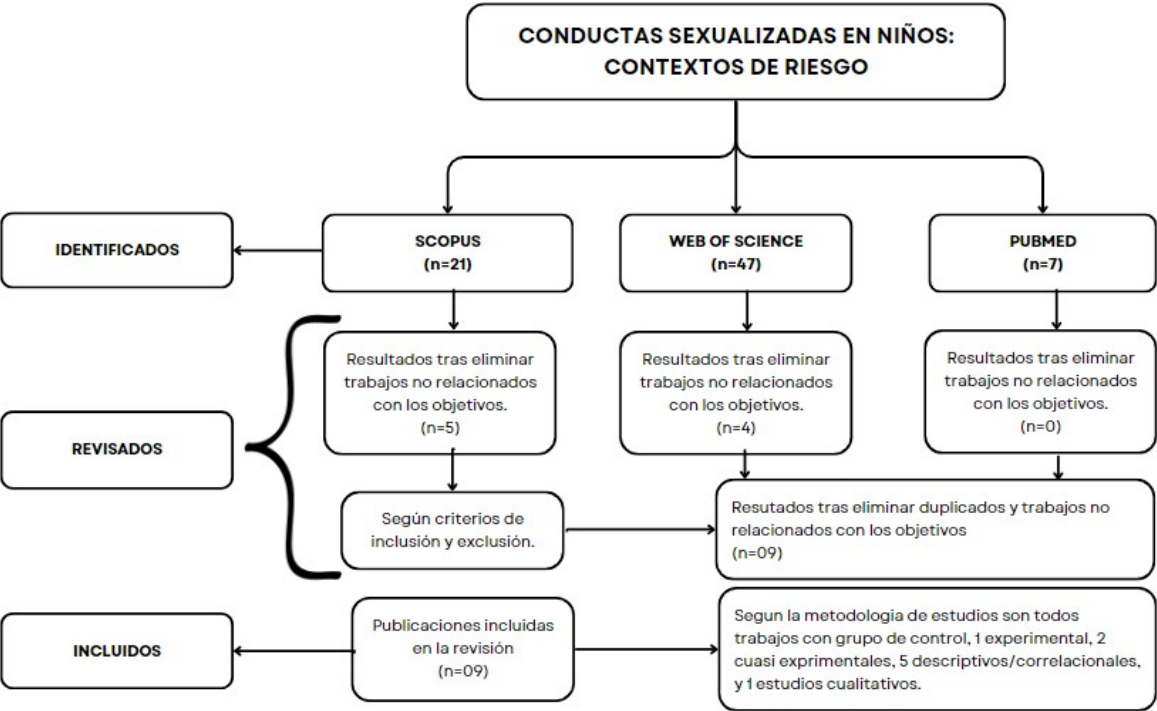 CONDUCTAS SEXUALIZADAS EN NIÑOS:
CONTEXTOS DE RIESGO
IDENTIFICADOS
SCOPUS
(n=21)
WEB OF SCIENCE
(n=47)
PUBMED
(n=7)
REVISADOS
Resultados tras eliminar
trabajos no relacionados
con los objetivos.
(n=5)
Resultados tras eliminar
trabajos no relacionados
con los objetivos.
(n=4)
Resultados tras eliminar
trabajos no relacionados
con los objetivos.
(n=0)
Según criterios de
inclusión y exclusión.
Resutados tras eliminar duplicados y trabajos no
relacionados con los objetivos
(n=09)
INCLUIDOS
Publicaciones incluidas
en la revisión
(n=09)
Segun la metodologia de estudios son todos
trabajos con grupo de control, 1 experimental, 2
cuasi exprimentales, 5 descriptivos/correlacionales,
y 1 estudios cualitativos.